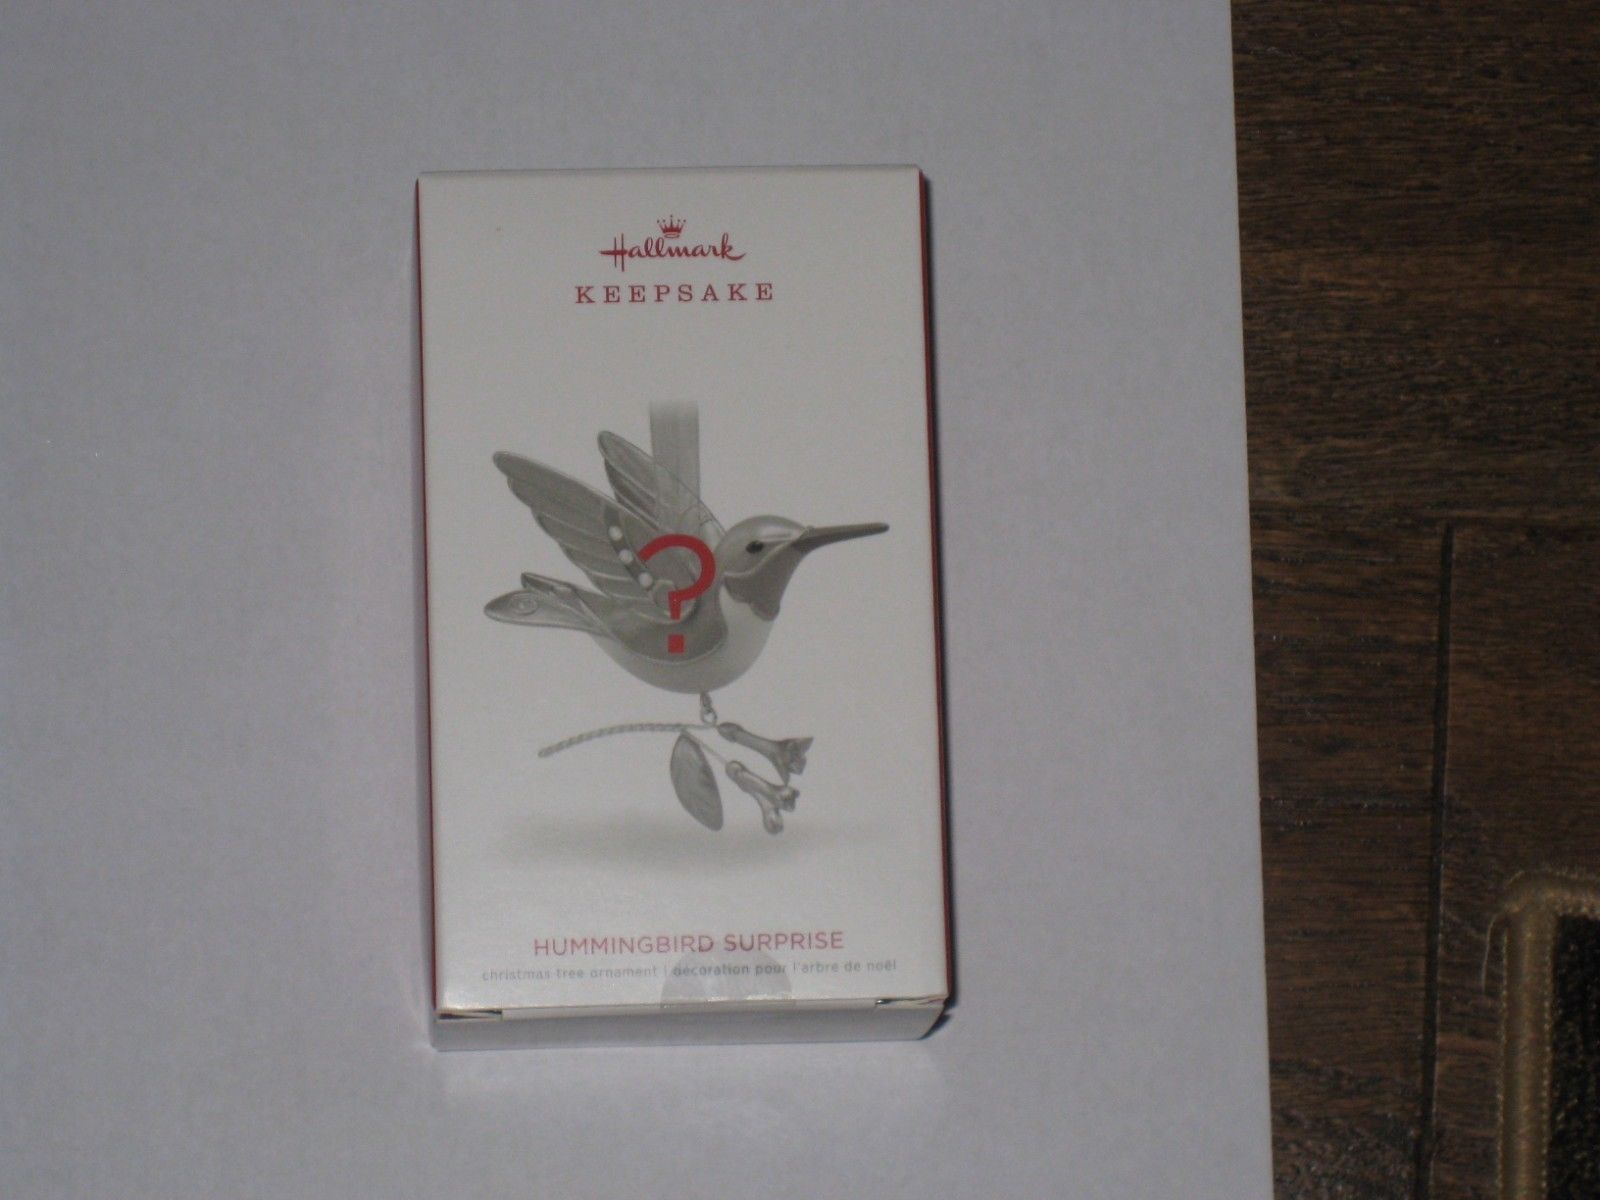 Hallmark
KEEPSAKE
?
HUMMINGBIRD SURPRISE
christmas tree ornament | décoration pour l'arbre de noël